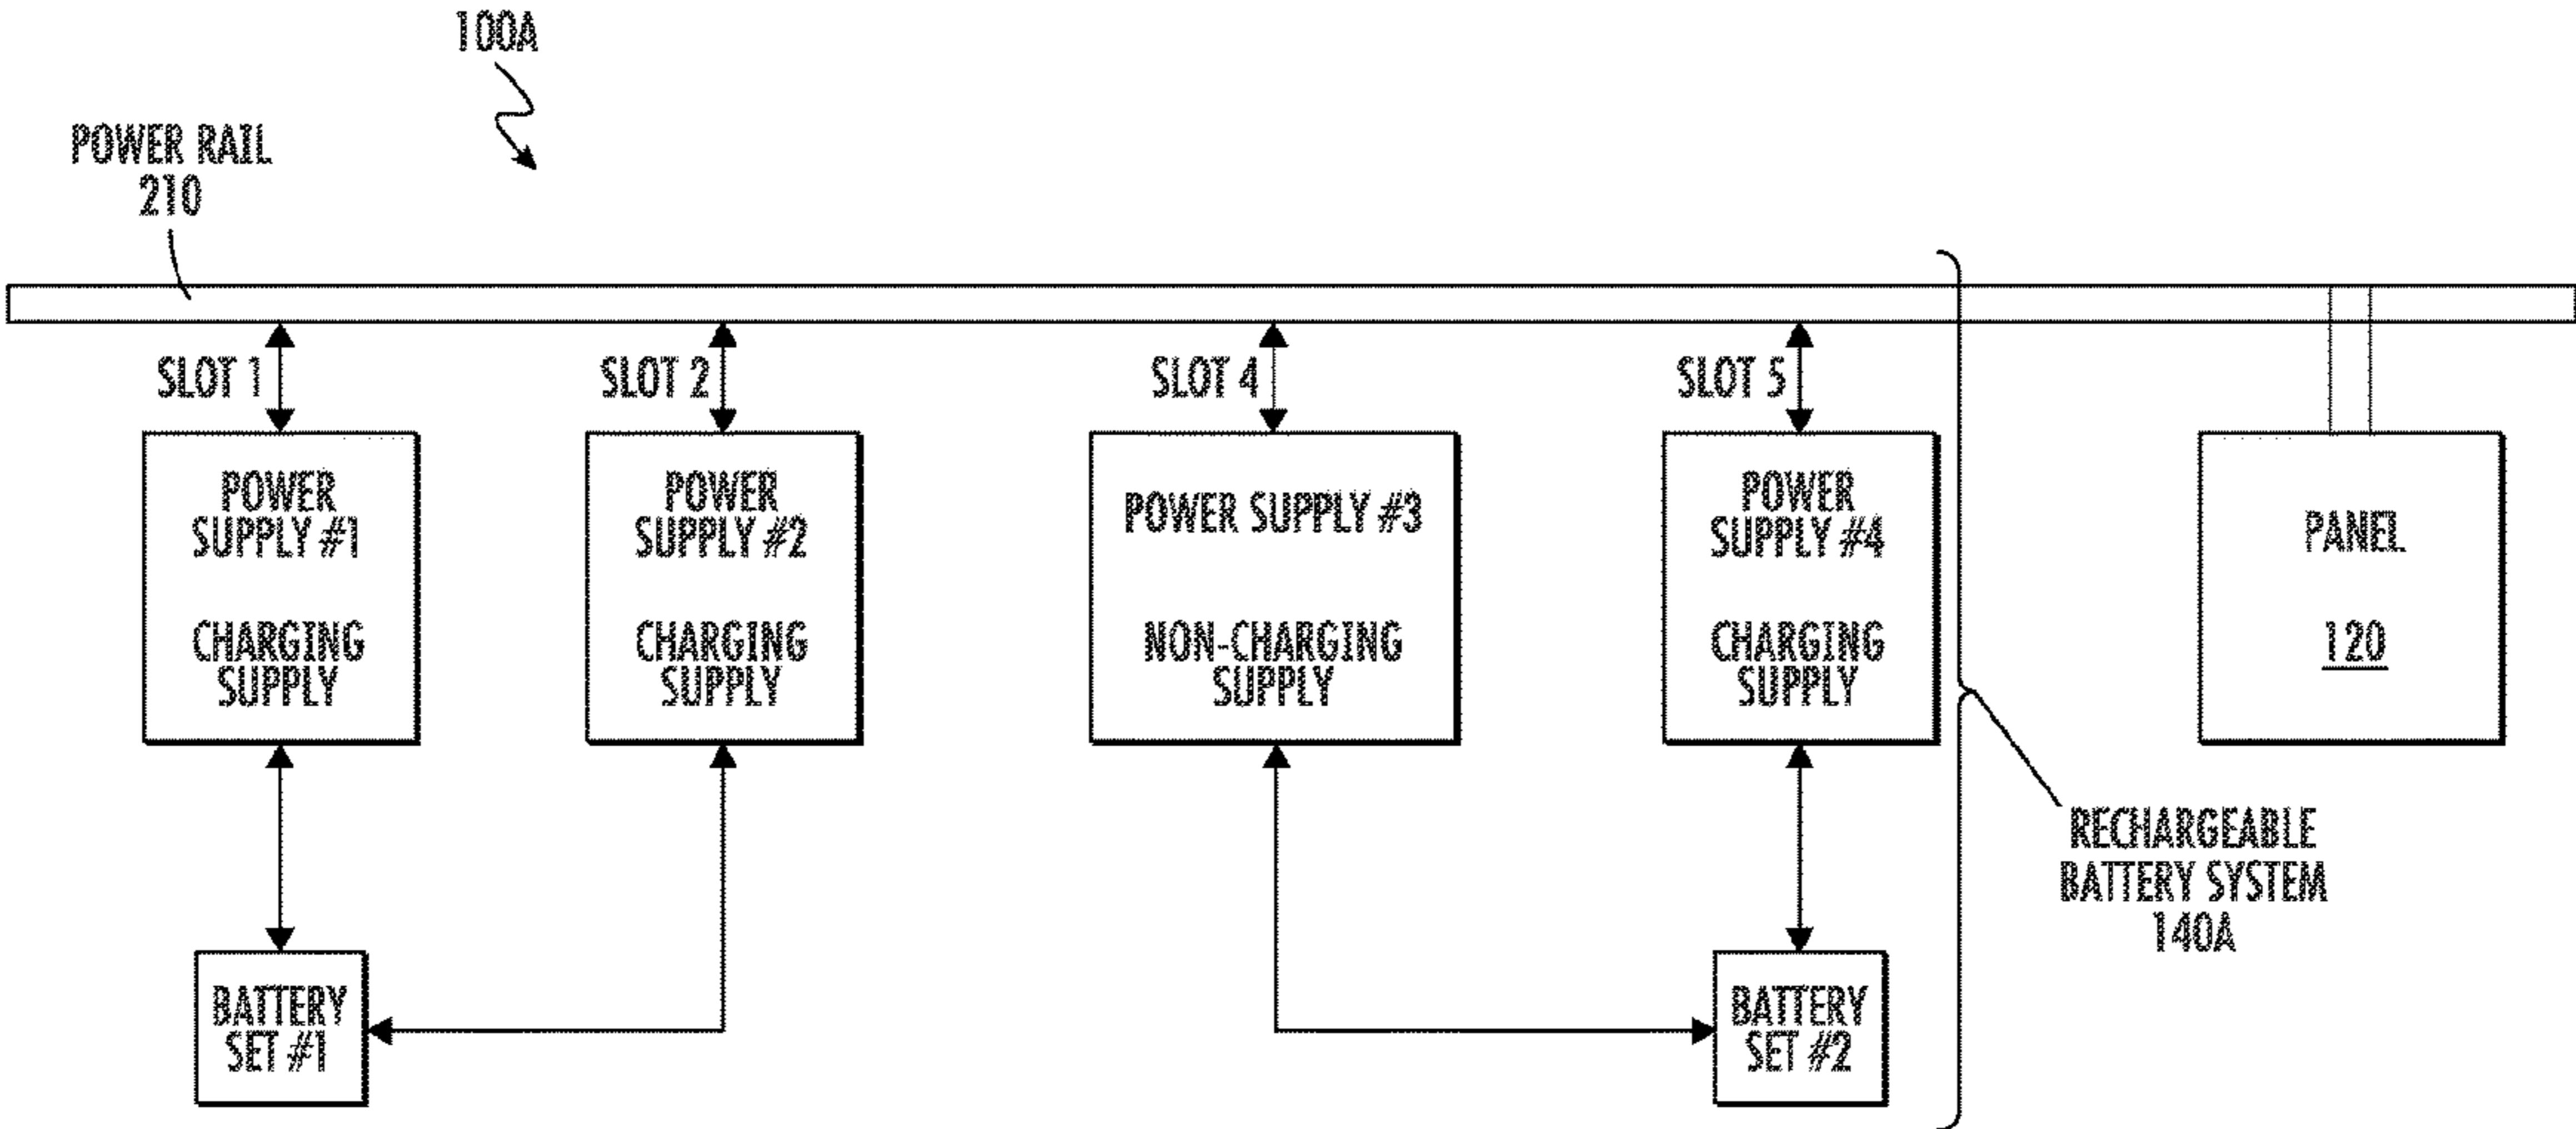 100A
POWER RAIL
210
SLOT 1
SLOT 2
SLOT 4
SLOT 5
POWER
SUPPLY #1
CHARGING
SUPPLY
POWER
SUPPLY #2
CHARGING
SUPPLY
POWER SUPPLY #3
NON-CHARGING
SUPPLY
POWER
SUPPLY #4
CHARGING
SUPPLY
PANEL
120
RECHARGEABLE
BATTERY SYSTEM
140A
BATTERY
SET #1
BATTERY
SET #2